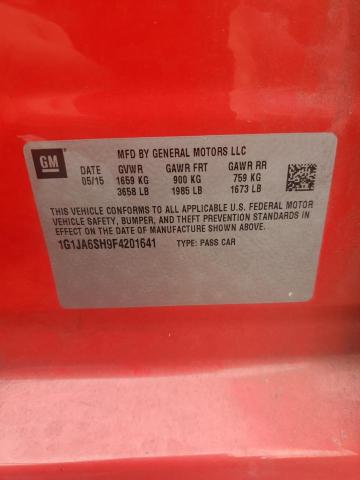 GM
MFD BY GENERAL MOTORS LLC
DATE GVWR GAWR FRT GAWR RR
05/15 1659 KG 900 KG 759 KG
3658 LB 1985 LB 1673 LB
THIS VEHICLE CONFORMS TO ALL APPLICABLE U.S. FEDERAL MOTOR
VEHICLE SAFETY, BUMPER, AND THEFT PREVENTION STANDARDS IN
EFFECT ON THE DATE OF MANUFACTURE SHOWN ABOVE.
1G1JA6SH9F4201641 TYPE: PASS CAR